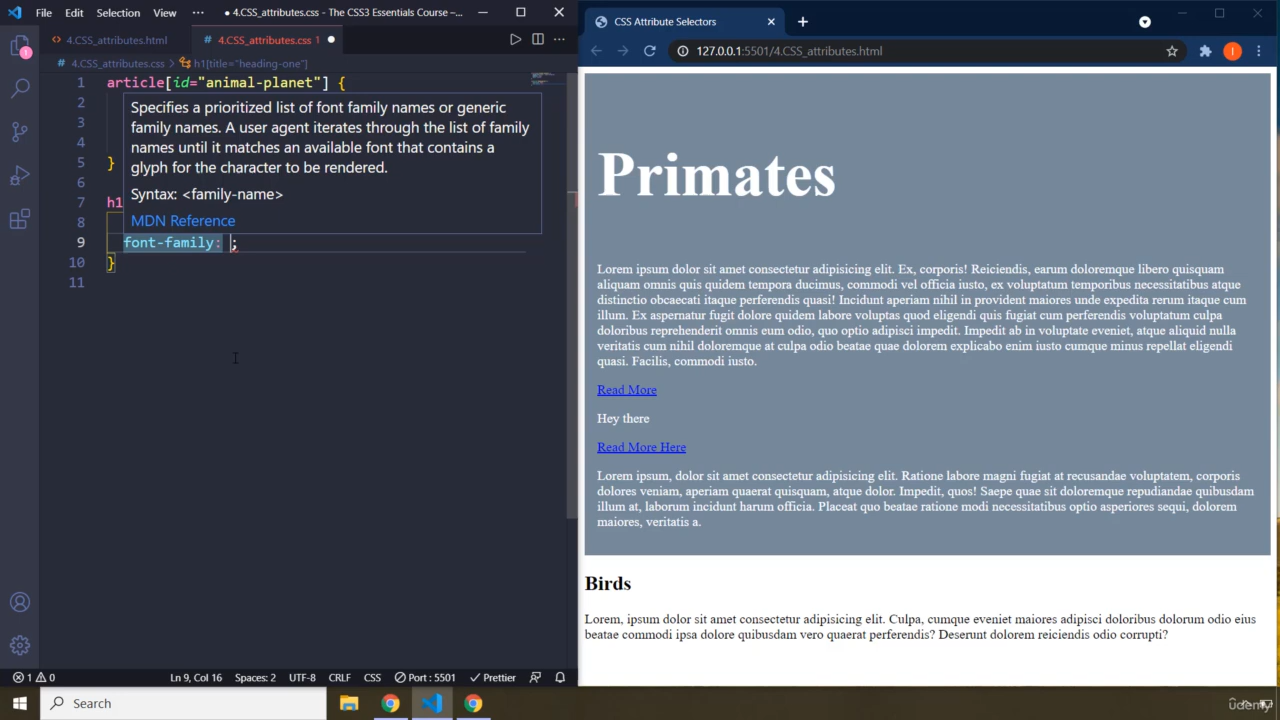 File Edit Selection View ··· ● 4.CSS_attributes.css - The CSS3 Essentials Course –...
<> 4.CSS_attributes.html # 4.CSS_attributes.css 1 ●
# 4.CSS_attributes.css > h1[title="heading-one"]
1 article[id="animal-planet"] {
2
3
4
5 }
6
7 h1
8
9 font-family: ;
10 }
11
Specifies a prioritized list of font family names or generic
family names. A user agent iterates through the list of family
names until it matches an available font that contains a
glyph for the character to be rendered.
Syntax: <family-name>
MDN Reference
1
1 0 Ln 9, Col 16 Spaces: 2 UTF-8 CRLF CSS Port : 5501 Prettier
CSS Attribute Selectors
127.0.0.1:5501/4.CSS_attributes.html
I
Primates
Lorem ipsum dolor sit amet consectetur adipisicing elit. Ex, corporis! Reiciendis, earum doloremque libero quisquam
aliquam omnis quis quidem tempora ducimus, commodi vel officia iusto, ex voluptatum temporibus necessitatibus atque
distinctio obcaecati itaque perferendis quasi! Incidunt aperiam nihil in provident maiores unde expedita rerum itaque cum
illum. Ex aspernatur fugit dolore quidem labore voluptas quod eligendi quis fugiat cum perferendis voluptatum culpa
doloribus reprehenderit omnis eum odio, quo optio adipisci impedit. Impedit ab in voluptate eveniet, atque aliquid nulla
veritatis cum nihil doloremque at culpa odio beatae quae dolorem explicabo enim iusto cumque minus repellat eligendi
quasi. Facilis, commodi iusto.
Read More
Hey there
Read More Here
Lorem ipsum, dolor sit amet consectetur adipisicing elit. Ratione labore magni fugiat at recusandae voluptatem, corporis
dolores veniam, aperiam quaerat quisquam, atque dolor. Impedit, quos! Saepe quae sit doloremque repudiandae quibusdam
illum at, laborum incidunt harum officia. Placeat quo beatae ratione modi necessitatibus optio asperiores sequi, dolorem
maiores, veritatis a.
Birds
Lorem, ipsum dolor sit amet consectetur adipisicing elit. Culpa, cumque eveniet maiores adipisci doloribus dolorum odio eius
beatae commodi ipsa dolore quibusdam vero quaerat perferendis? Deserunt dolorem reiciendis odio corrupti?
Search
udemy